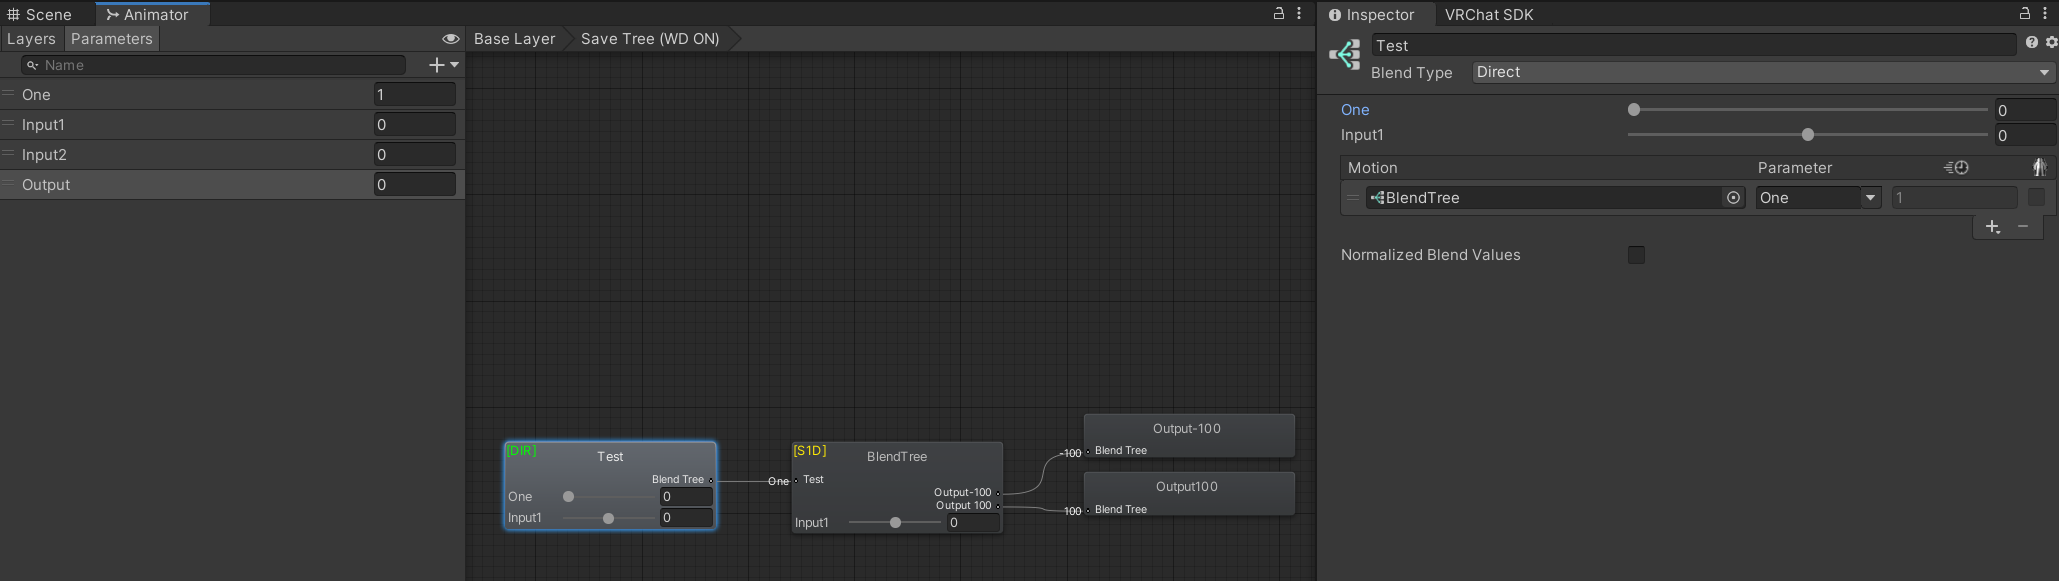 Scene
Animator
Layers
Parameters
Name
One
1
Input1
0
Input2
0
Output
0
Base Layer
Save Tree (WD ON)
[DIR]
Test
Blend Tree
One
0
Input1
0
One
[S1D]
BlendTree
Test
Output-100
Output 100
Input1
0
Output-100
-100
Blend Tree
Output100
100
Blend Tree
Inspector
VRChat SDK
Test
Blend Type
Direct
One
0
Input1
0
Motion
Parameter
BlendTree
One
1
Normalized Blend Values